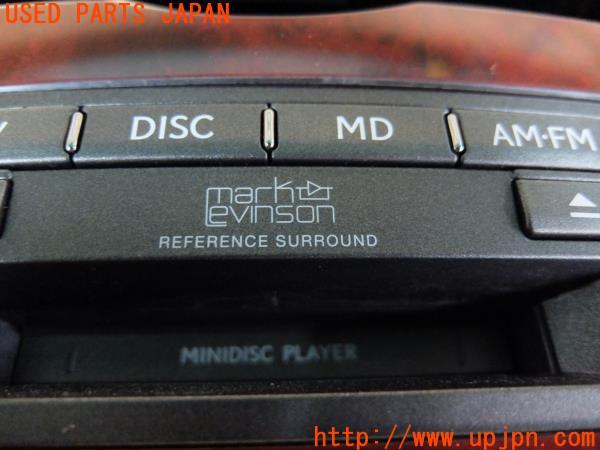 USED PARTS JAPAN
DISC MD AM·FM
mark
Levinson
REFERENCE SURROUND
MINIDISC PLAYER
http://www.upjpn.com